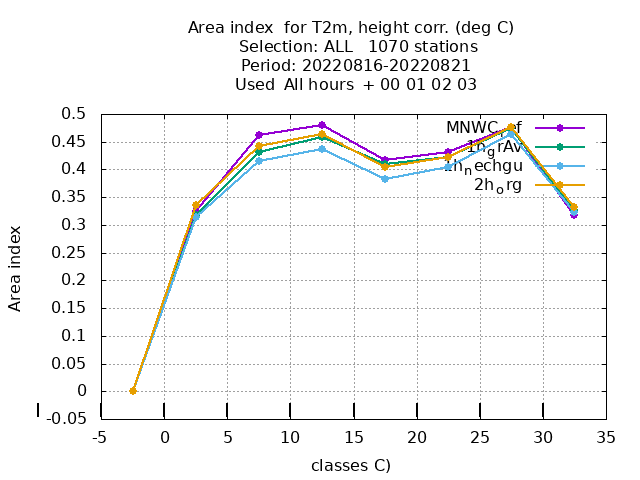 Area index  for T2m, height corr. (deg C)
Selection: ALL   1070 stations
Period: 20220816-20220821
Used  All hours  + 00 01 02 03
0.5
0.45
0.4
0.35
0.3
0.25
0.2
0.15
0.1
0.05
0
-0.05
Area index
2h_org
-5 0 5 10 15 20 25 30 35
classes C)